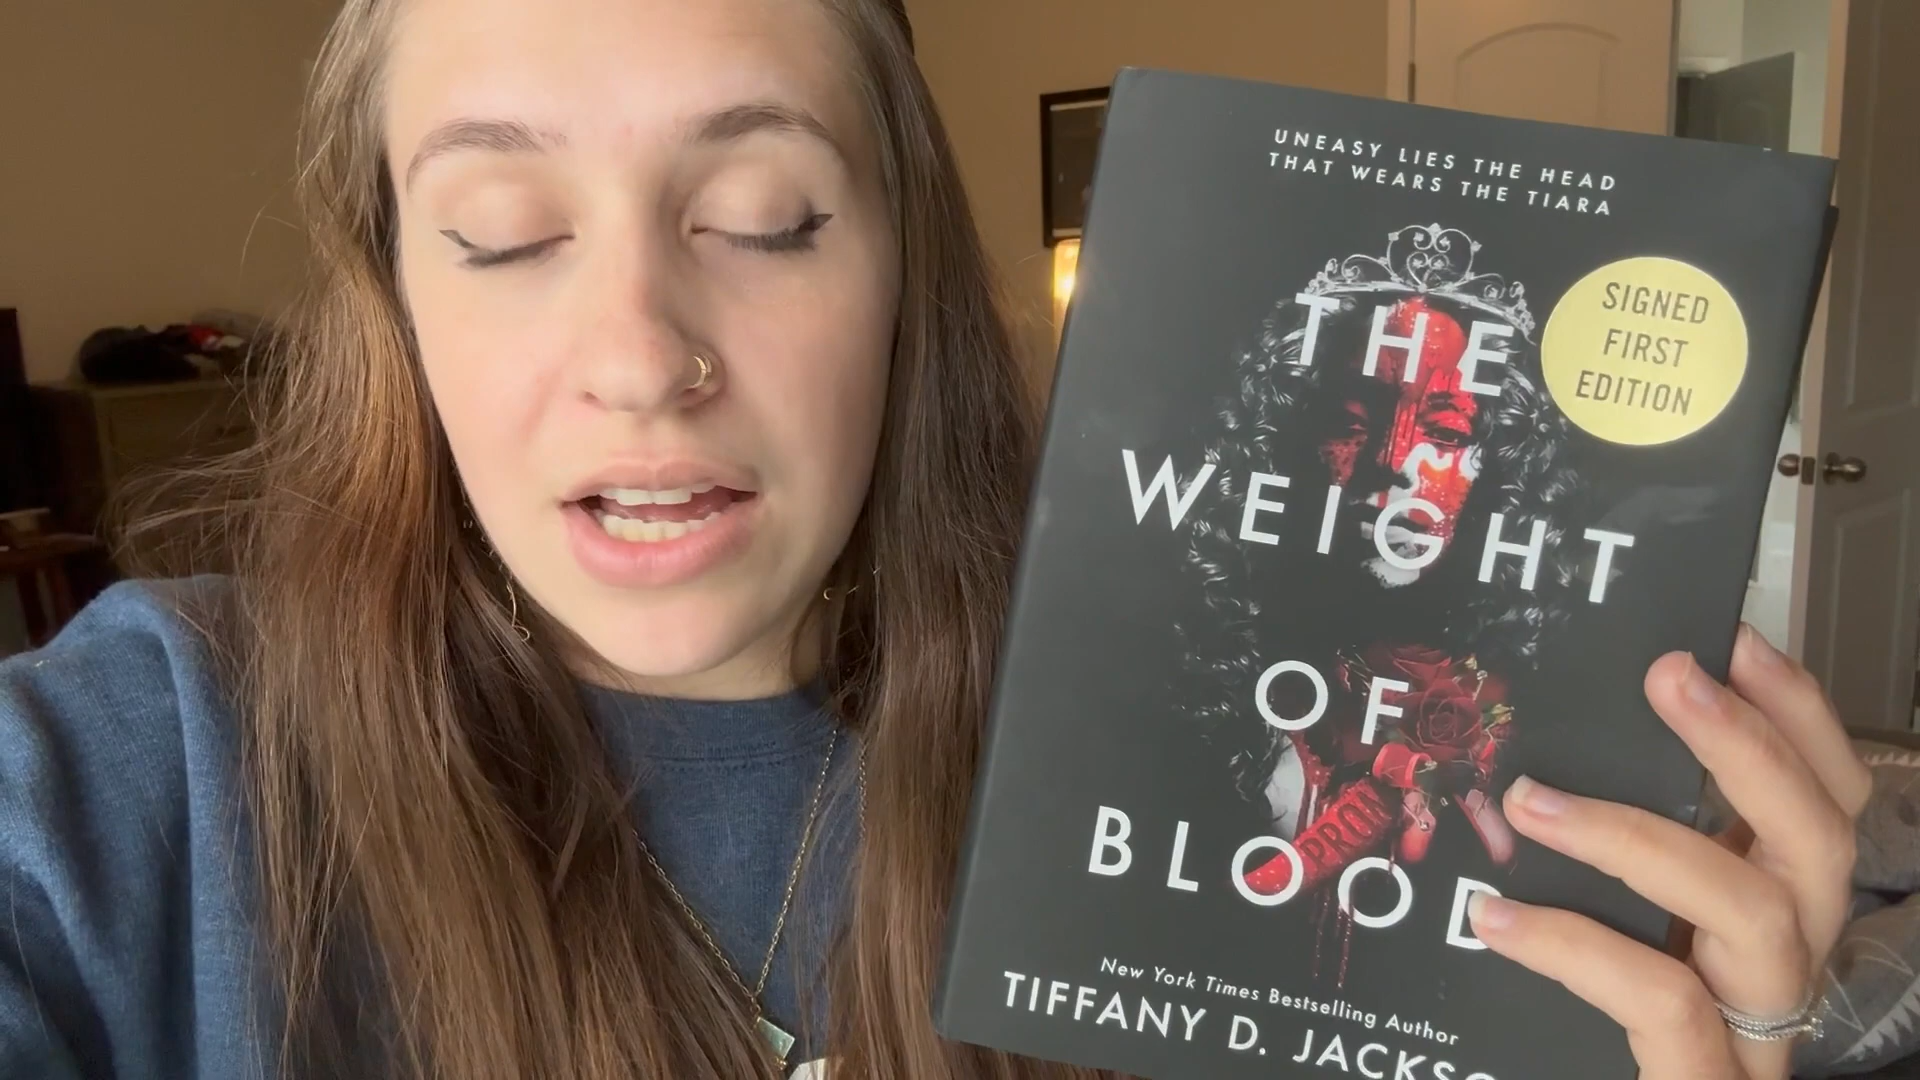 UNEASY LIES THE HEAD
THAT WEARS THE TIARA
SIGNED
FIRST
EDITION
THE
WEIGHT
OF
PROM
BLOOD
New York Times Bestselling Author
TIFFANY D. JACKSO